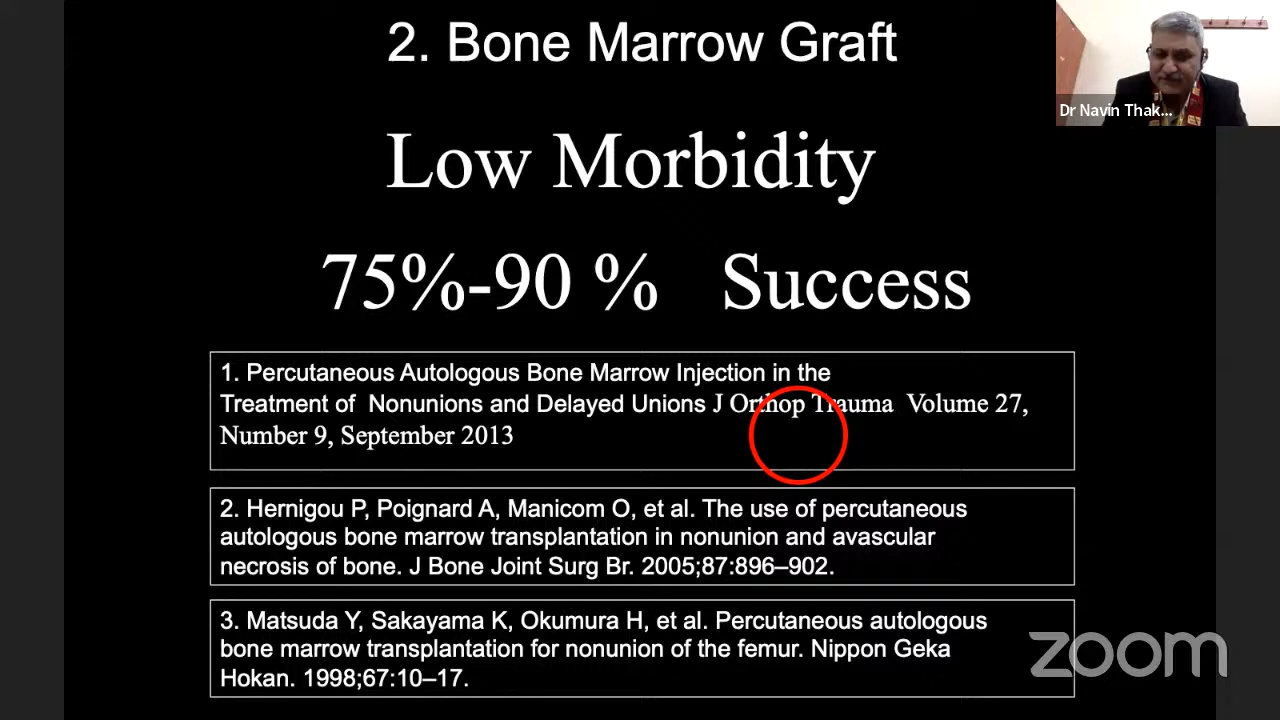 2. Bone Marrow Graft
Dr Navin Thak...
Low Morbidity
75%-90 % Success
1. Percutaneous Autologous Bone Marrow Injection in the
Treatment of Nonunions and Delayed Unions J Orthop Trauma Volume 27,
Number 9, September 2013
2. Hernigou P, Poignard A, Manicom O, et al. The use of percutaneous
autologous bone marrow transplantation in nonunion and avascular
necrosis of bone. J Bone Joint Surg Br. 2005;87:896–902.
3. Matsuda Y, Sakayama K, Okumura H, et al. Percutaneous autologous
bone marrow transplantation for nonunion of the femur. Nippon Geka
Hokan. 1998;67:10–17.
zoom